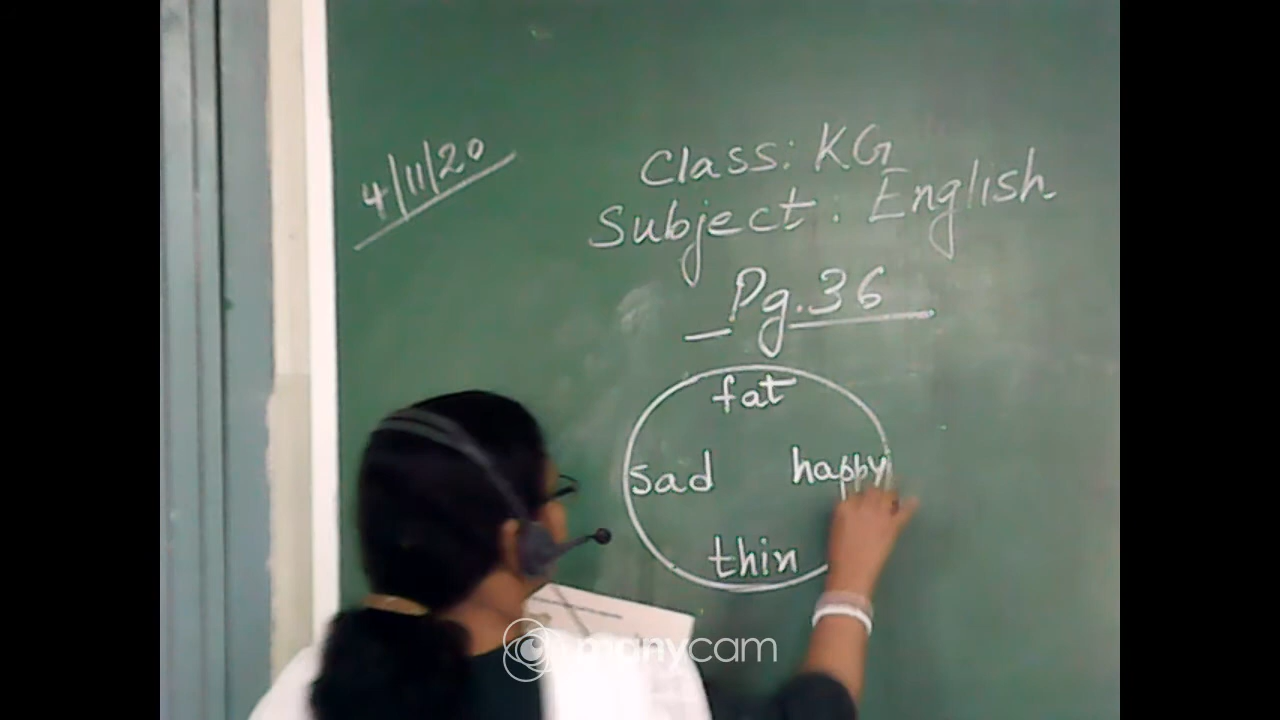 4/11/20
Class: KG
Subject: English
Pg.36
fat
sad happy
thin
manycam